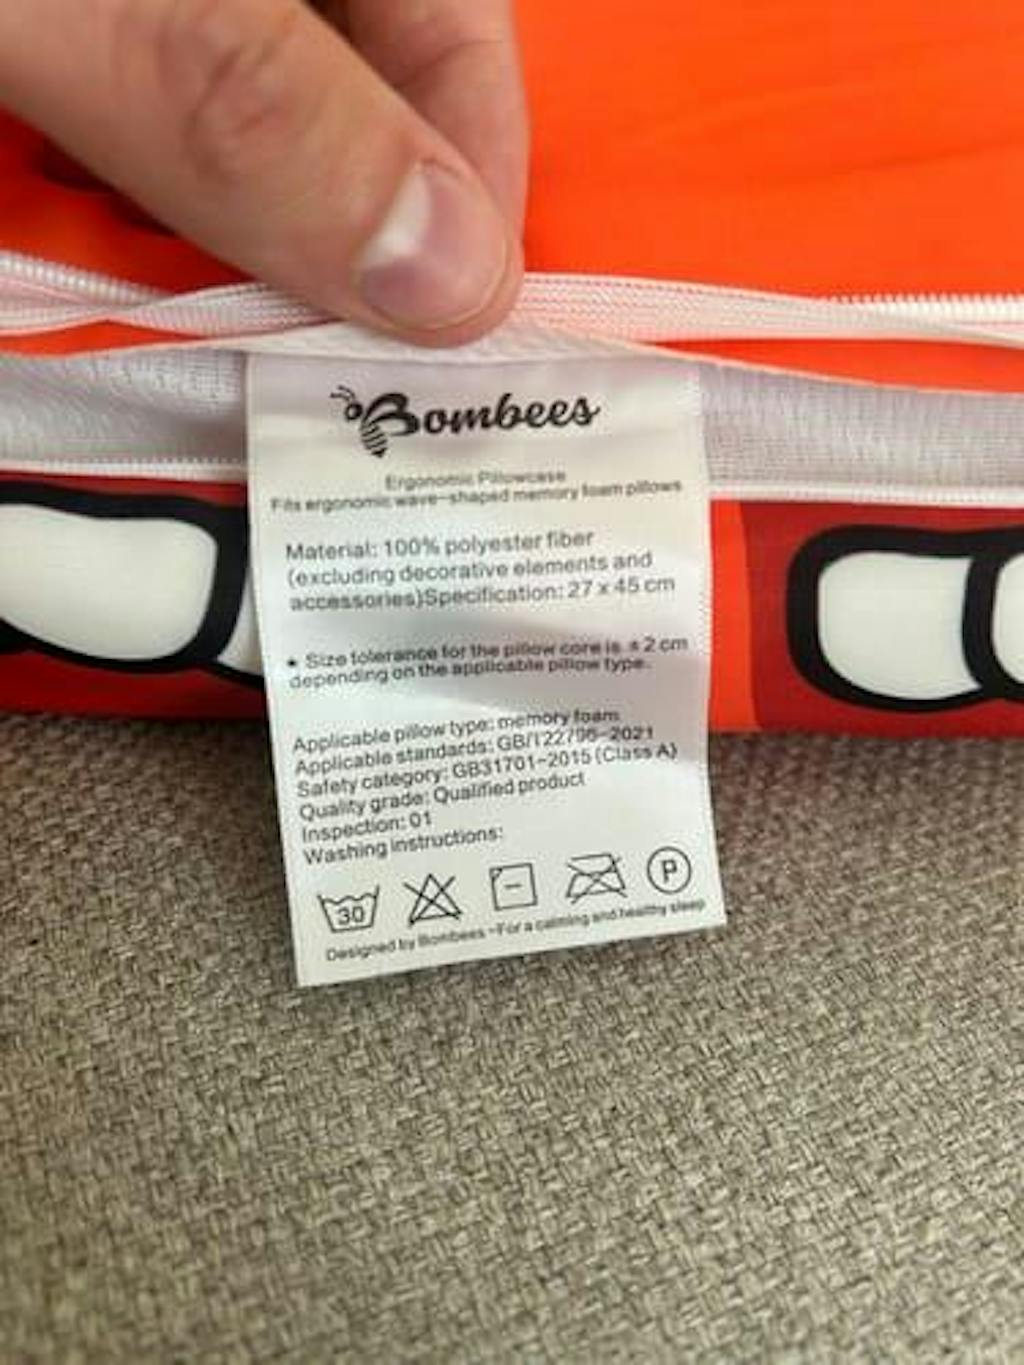 Bombees
Ergonomic Pillowcase
Fits ergonomic wave-shaped memory foam pillows
Material: 100% polyester fiber
(excluding decorative elements and
accessories)Specification: 27 x 45 cm
★ Size tolerance for the pillow core is ± 2 cm
depending on the applicable pillow type.
Applicable pillow type: memory foam
Applicable standards: GB/T22796-2021
Safety category: GB31701-2015 (Class A)
Quality grade: Qualified product
Inspection: 01
Washing instructions:
30 P
Designed by Bombees -For a calming and healthy sleep